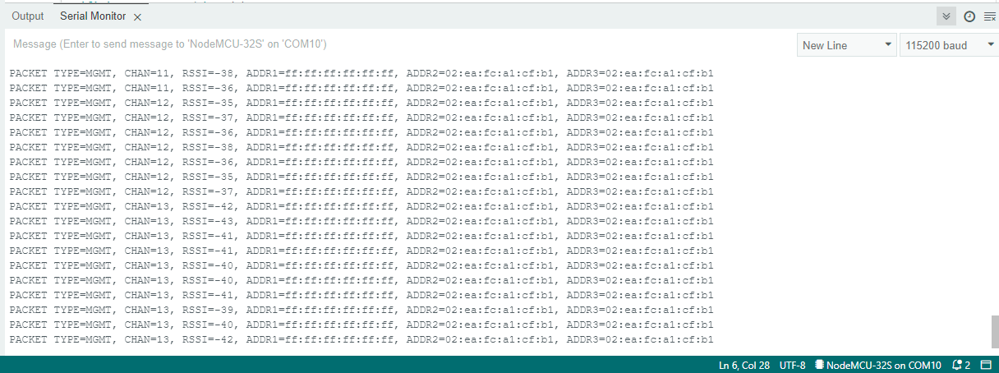 Output Serial Monitor
Message (Enter to send message to 'NodeMCU-32S' on 'COM10')
New Line
115200 baud
PACKET TYPE=MGMT, CHAN=11, RSSI=-38, ADDR1=ff:ff:ff:ff:ff:ff, ADDR2=02:ea:fc:a1:cf:b1, ADDR3=02:ea:fc:a1:cf:b1
PACKET TYPE=MGMT, CHAN=11, RSSI=-36, ADDR1=ff:ff:ff:ff:ff:ff, ADDR2=02:ea:fc:a1:cf:b1, ADDR3=02:ea:fc:a1:cf:b1
PACKET TYPE=MGMT, CHAN=12, RSSI=-35, ADDR1=ff:ff:ff:ff:ff:ff, ADDR2=02:ea:fc:a1:cf:b1, ADDR3=02:ea:fc:a1:cf:b1
PACKET TYPE=MGMT, CHAN=12, RSSI=-37, ADDR1=ff:ff:ff:ff:ff:ff, ADDR2=02:ea:fc:a1:cf:b1, ADDR3=02:ea:fc:a1:cf:b1
PACKET TYPE=MGMT, CHAN=12, RSSI=-36, ADDR1=ff:ff:ff:ff:ff:ff, ADDR2=02:ea:fc:a1:cf:b1, ADDR3=02:ea:fc:a1:cf:b1
PACKET TYPE=MGMT, CHAN=12, RSSI=-38, ADDR1=ff:ff:ff:ff:ff:ff, ADDR2=02:ea:fc:a1:cf:b1, ADDR3=02:ea:fc:a1:cf:b1
PACKET TYPE=MGMT, CHAN=12, RSSI=-36, ADDR1=ff:ff:ff:ff:ff:ff, ADDR2=02:ea:fc:a1:cf:b1, ADDR3=02:ea:fc:a1:cf:b1
PACKET TYPE=MGMT, CHAN=12, RSSI=-35, ADDR1=ff:ff:ff:ff:ff:ff, ADDR2=02:ea:fc:a1:cf:b1, ADDR3=02:ea:fc:a1:cf:b1
PACKET TYPE=MGMT, CHAN=12, RSSI=-37, ADDR1=ff:ff:ff:ff:ff:ff, ADDR2=02:ea:fc:a1:cf:b1, ADDR3=02:ea:fc:a1:cf:b1
PACKET TYPE=MGMT, CHAN=13, RSSI=-42, ADDR1=ff:ff:ff:ff:ff:ff, ADDR2=02:ea:fc:a1:cf:b1, ADDR3=02:ea:fc:a1:cf:b1
PACKET TYPE=MGMT, CHAN=13, RSSI=-43, ADDR1=ff:ff:ff:ff:ff:ff, ADDR2=02:ea:fc:a1:cf:b1, ADDR3=02:ea:fc:a1:cf:b1
PACKET TYPE=MGMT, CHAN=13, RSSI=-41, ADDR1=ff:ff:ff:ff:ff:ff, ADDR2=02:ea:fc:a1:cf:b1, ADDR3=02:ea:fc:a1:cf:b1
PACKET TYPE=MGMT, CHAN=13, RSSI=-41, ADDR1=ff:ff:ff:ff:ff:ff, ADDR2=02:ea:fc:a1:cf:b1, ADDR3=02:ea:fc:a1:cf:b1
PACKET TYPE=MGMT, CHAN=13, RSSI=-40, ADDR1=ff:ff:ff:ff:ff:ff, ADDR2=02:ea:fc:a1:cf:b1, ADDR3=02:ea:fc:a1:cf:b1
PACKET TYPE=MGMT, CHAN=13, RSSI=-40, ADDR1=ff:ff:ff:ff:ff:ff, ADDR2=02:ea:fc:a1:cf:b1, ADDR3=02:ea:fc:a1:cf:b1
PACKET TYPE=MGMT, CHAN=13, RSSI=-41, ADDR1=ff:ff:ff:ff:ff:ff, ADDR2=02:ea:fc:a1:cf:b1, ADDR3=02:ea:fc:a1:cf:b1
PACKET TYPE=MGMT, CHAN=13, RSSI=-39, ADDR1=ff:ff:ff:ff:ff:ff, ADDR2=02:ea:fc:a1:cf:b1, ADDR3=02:ea:fc:a1:cf:b1
PACKET TYPE=MGMT, CHAN=13, RSSI=-40, ADDR1=ff:ff:ff:ff:ff:ff, ADDR2=02:ea:fc:a1:cf:b1, ADDR3=02:ea:fc:a1:cf:b1
PACKET TYPE=MGMT, CHAN=13, RSSI=-42, ADDR1=ff:ff:ff:ff:ff:ff, ADDR2=02:ea:fc:a1:cf:b1, ADDR3=02:ea:fc:a1:cf:b1
Ln 6, Col 28 UTF-8 NodeMCU-32S on COM10 2